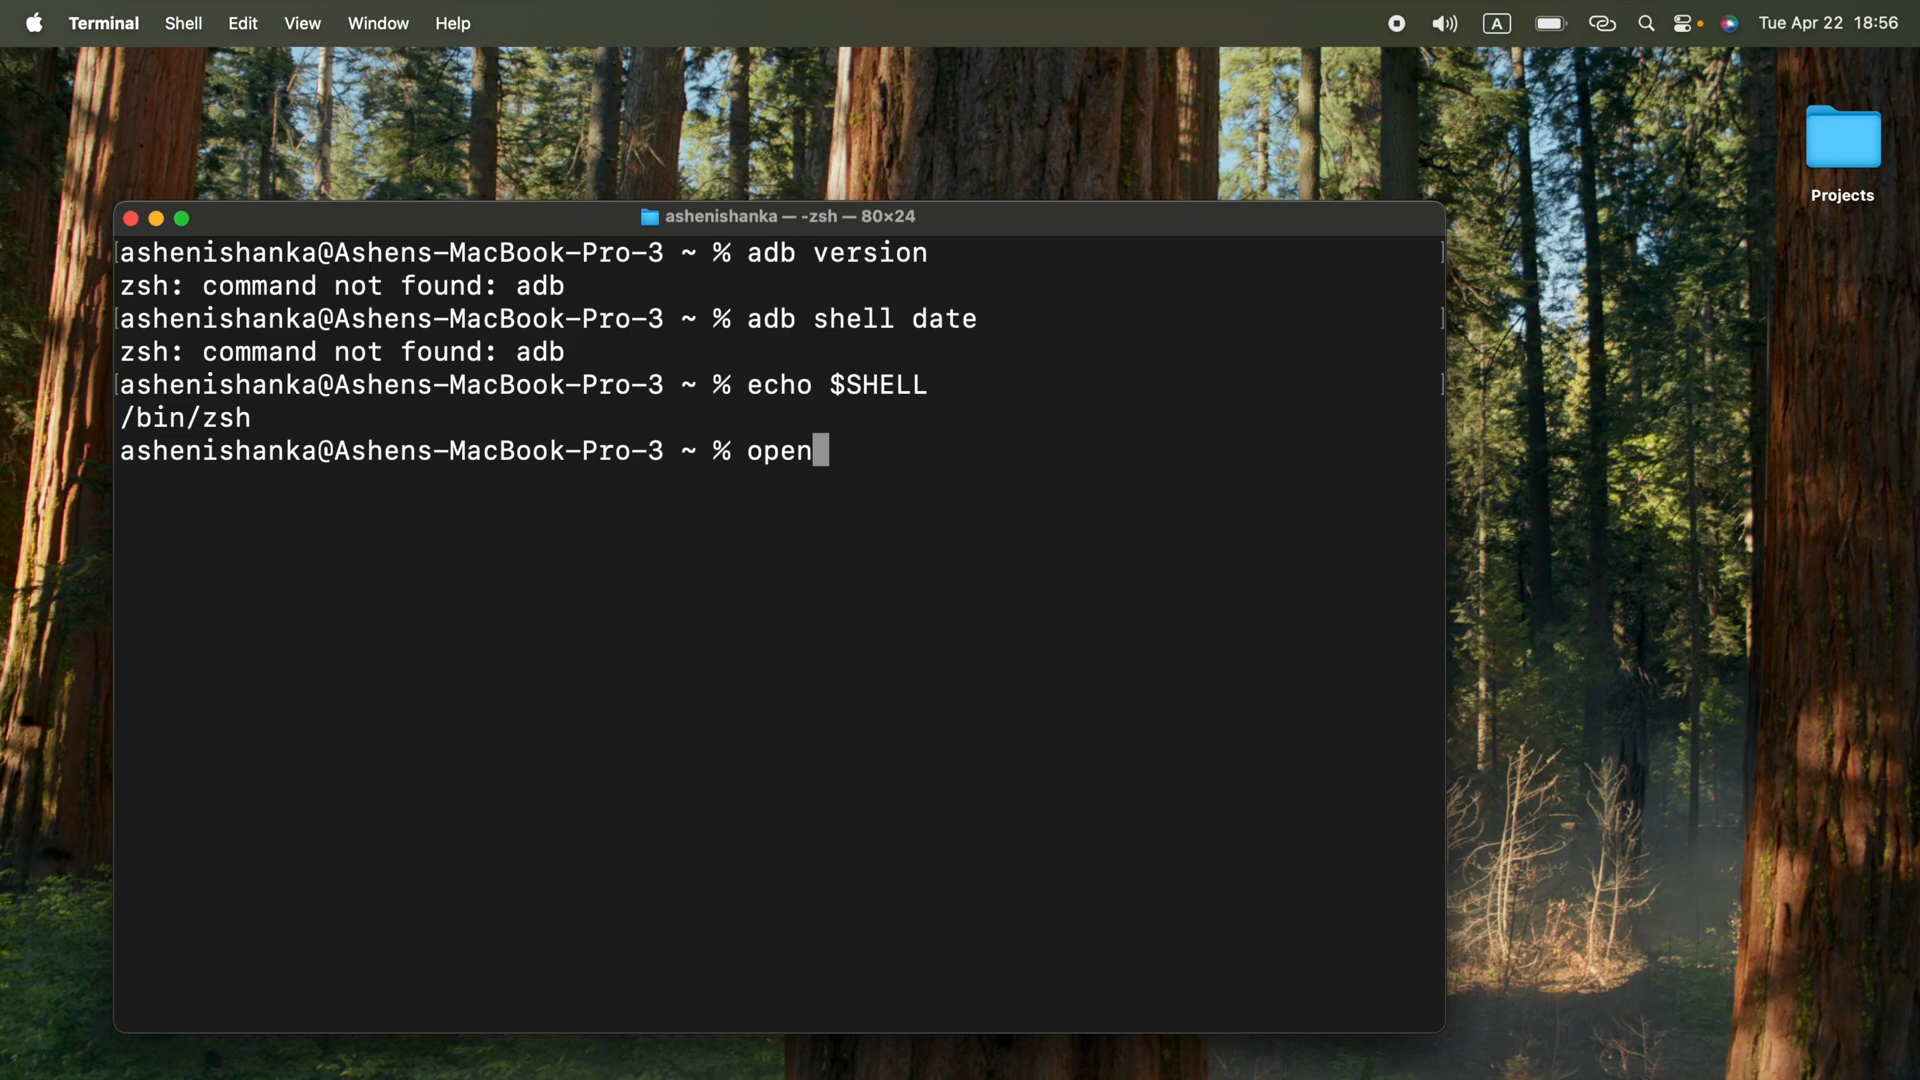 Terminal Shell Edit View Window Help A Tue Apr 22 18:56
Projects
ashenishanka — -zsh — 80×24
[ashenishanka@Ashens-MacBook-Pro-3 ~ % adb version ]
zsh: command not found: adb
[ashenishanka@Ashens-MacBook-Pro-3 ~ % adb shell date ]
zsh: command not found: adb
[ashenishanka@Ashens-MacBook-Pro-3 ~ % echo $SHELL ]
/bin/zsh
ashenishanka@Ashens-MacBook-Pro-3 ~ % open